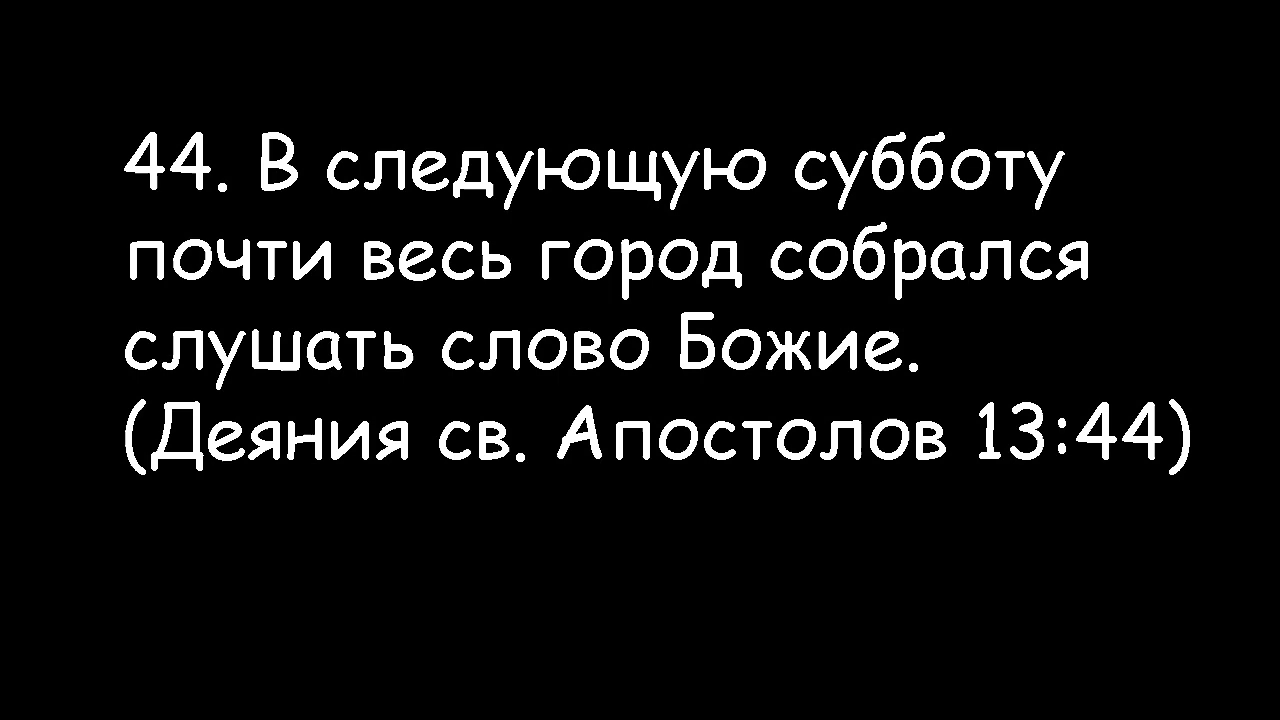 44. В следующую субботу
почти весь город собрался
слушать слово Божие.
(Деяния св. Апостолов 13:44)